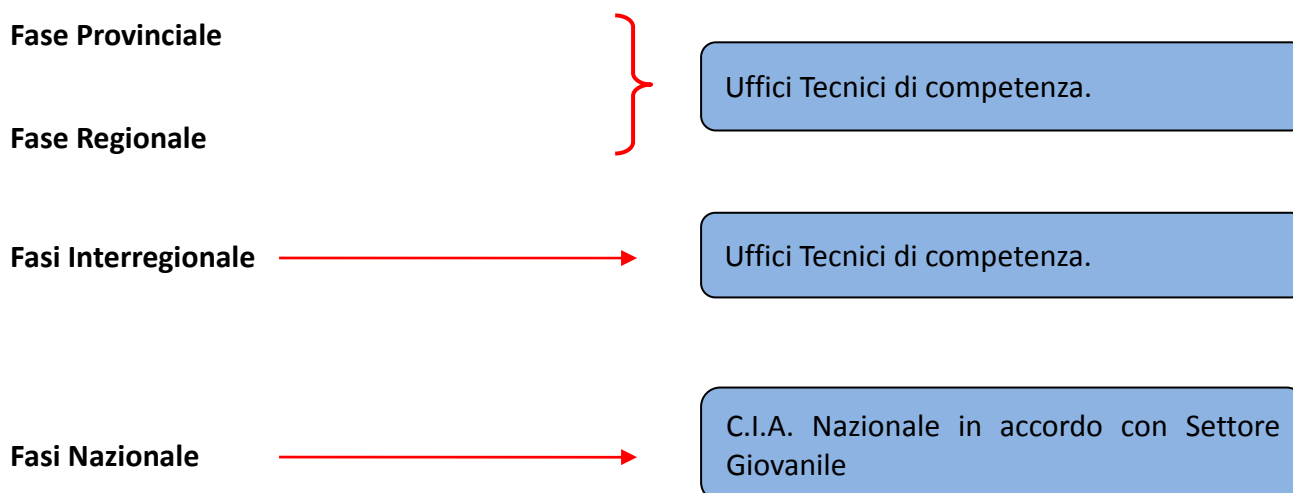 Fase Provinciale
Uffici Tecnici di competenza.
Fase Regionale
Fasi Interregionale
Uffici Tecnici di competenza.
Fasi Nazionale
C.I.A. Nazionale in accordo con Settore
Giovanile